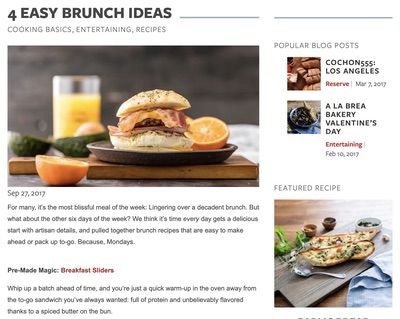 4 EASY BRUNCH IDEAS
COOKING BASICS, ENTERTAINING, RECIPES
Sep 27, 2017
For many, it's the most blissful meal of the week: Lingering over a decadent brunch. But
what about the other six days of the week? We think it's time every day gets a delicious
start with artisan details, and pulled together brunch recipes that are easy to make
ahead or pack up to-go. Because, Mondays.
Pre-Made Magic: Breakfast Sliders
Whip up a batch ahead of time, and you're just a quick warm-up in the oven away from
the to-go sandwich you've always wanted: full of protein and unbelievably flavored
thanks to a spiced butter on the bun.
POPULAR BLOG POSTS
COCHON555:
LOS ANGELES
Reserve | Mar 7, 2017
A LA BREA
BAKERY
VALENTINE'S
DAY
Entertaining |
Feb 10, 2017
FEATURED RECIPE